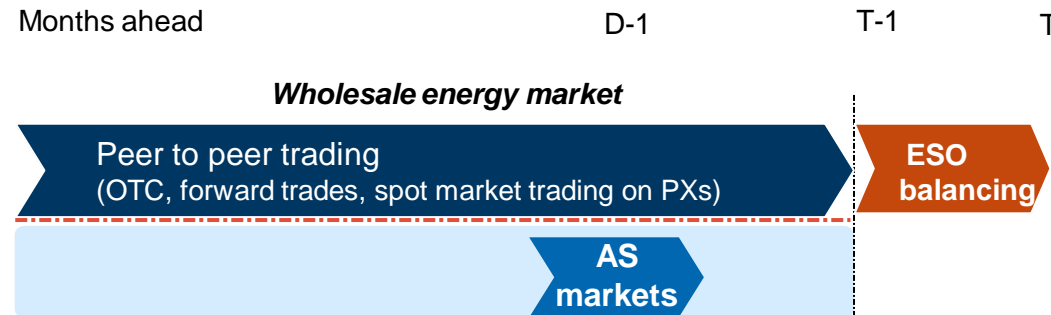 Months ahead D-1 T-1 T
Wholesale energy market
Peer to peer trading
(OTC, forward trades, spot market trading on PXs)
ESO
balancing
AS
markets